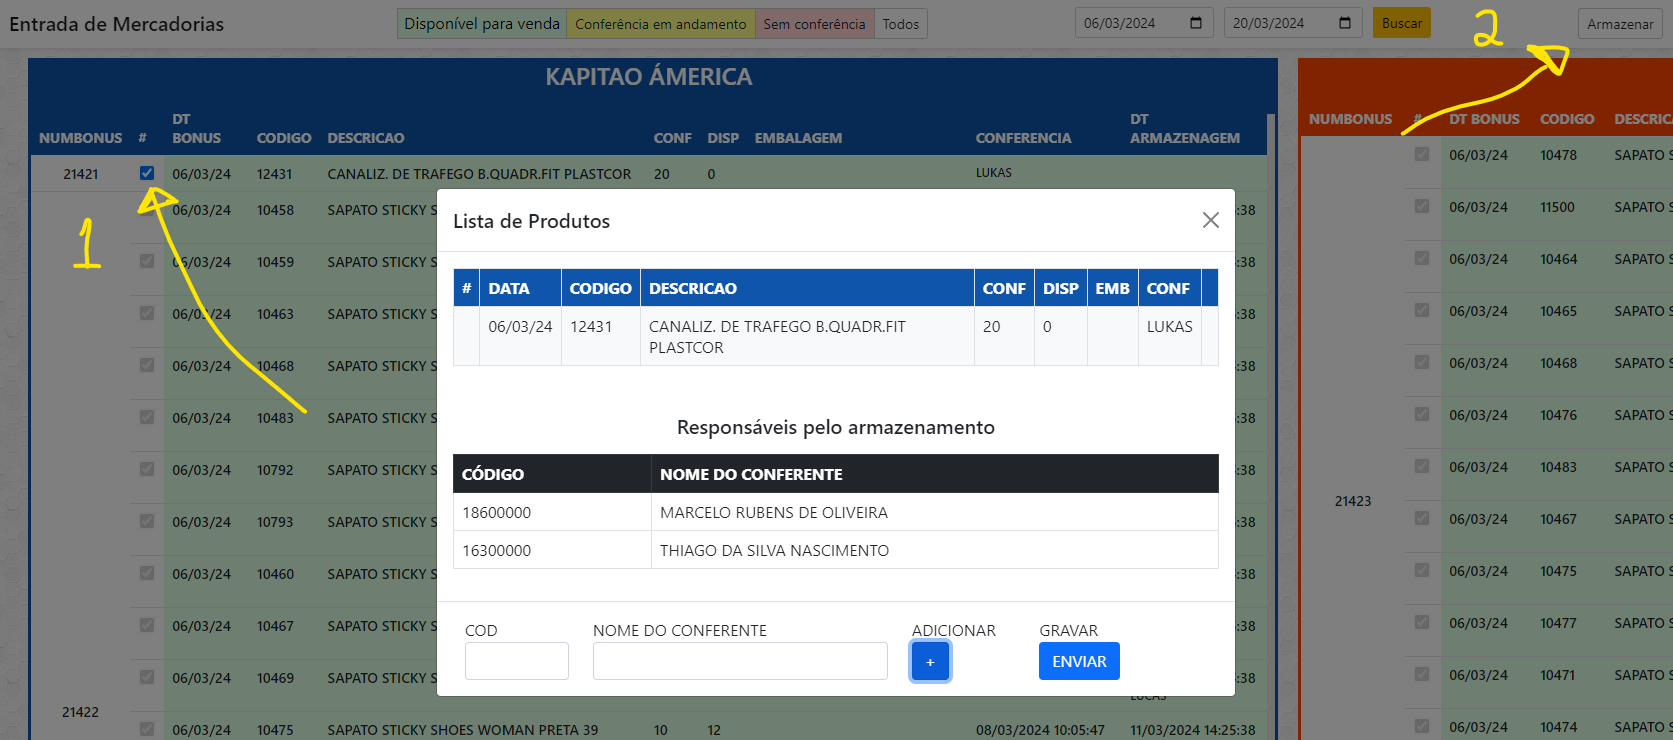 Entrada de Mercadorias
Disponível para venda Conferência em andamento Sem conferência Todos
06/03/2024 20/03/2024 Buscar 2 Armazenar
KAPITAO ÁMERICA
NUMBONUS # DT BONUS CODIGO DESCRICAO CONF DISP EMBALAGEM CONFERENCIA DT ARMAZENAGEM
NUMBONUS # DT BONUS CODIGO DESCRICA
21421 06/03/24 12431 CANALIZ. DE TRAFEGO B.QUADR.FIT PLASTCOR 20 0 LUKAS
1
06/03/24 10458 SAPATO STICKY S :38
06/03/24 10459 SAPATO STICKY S :38
06/03/24 10463 SAPATO STICKY S :38
06/03/24 10468 SAPATO STICKY S :38
06/03/24 10483 SAPATO STICKY S :38
06/03/24 10792 SAPATO STICKY S :38
06/03/24 10793 SAPATO STICKY S :38
06/03/24 10460 SAPATO STICKY S :38
06/03/24 10467 SAPATO STICKY S :38
06/03/24 10469 SAPATO STICKY S :38
LUCAS
21422
06/03/24 10475 SAPATO STICKY SHOES WOMAN PRETA 39 10 12 08/03/2024 10:05:47 11/03/2024 14:25:38
Lista de Produtos
# DATA CODIGO DESCRICAO CONF DISP EMB CONF
06/03/24 12431 CANALIZ. DE TRAFEGO B.QUADR.FIT PLASTCOR 20 0 LUKAS
Responsáveis pelo armazenamento
CÓDIGO NOME DO CONFERENTE
18600000 MARCELO RUBENS DE OLIVEIRA
16300000 THIAGO DA SILVA NASCIMENTO
COD NOME DO CONFERENTE ADICIONAR GRAVAR
+ ENVIAR
06/03/24 10478 SAPATO S
06/03/24 11500 SAPATO S
06/03/24 10464 SAPATO S
06/03/24 10465 SAPATO S
06/03/24 10468 SAPATO S
06/03/24 10476 SAPATO S
06/03/24 10483 SAPATO S
21423
06/03/24 10467 SAPATO S
06/03/24 10475 SAPATO S
06/03/24 10477 SAPATO S
06/03/24 10471 SAPATO S
06/03/24 10474 SAPATO S